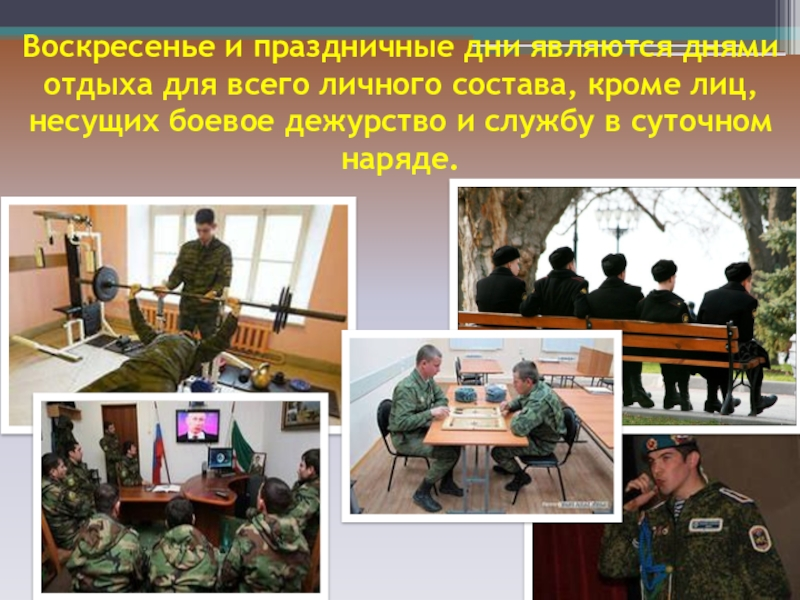 Воскресенье и праздничные дни являются днями
отдыха для всего личного состава, кроме лиц,
несущих боевое дежурство и службу в суточном
наряде.